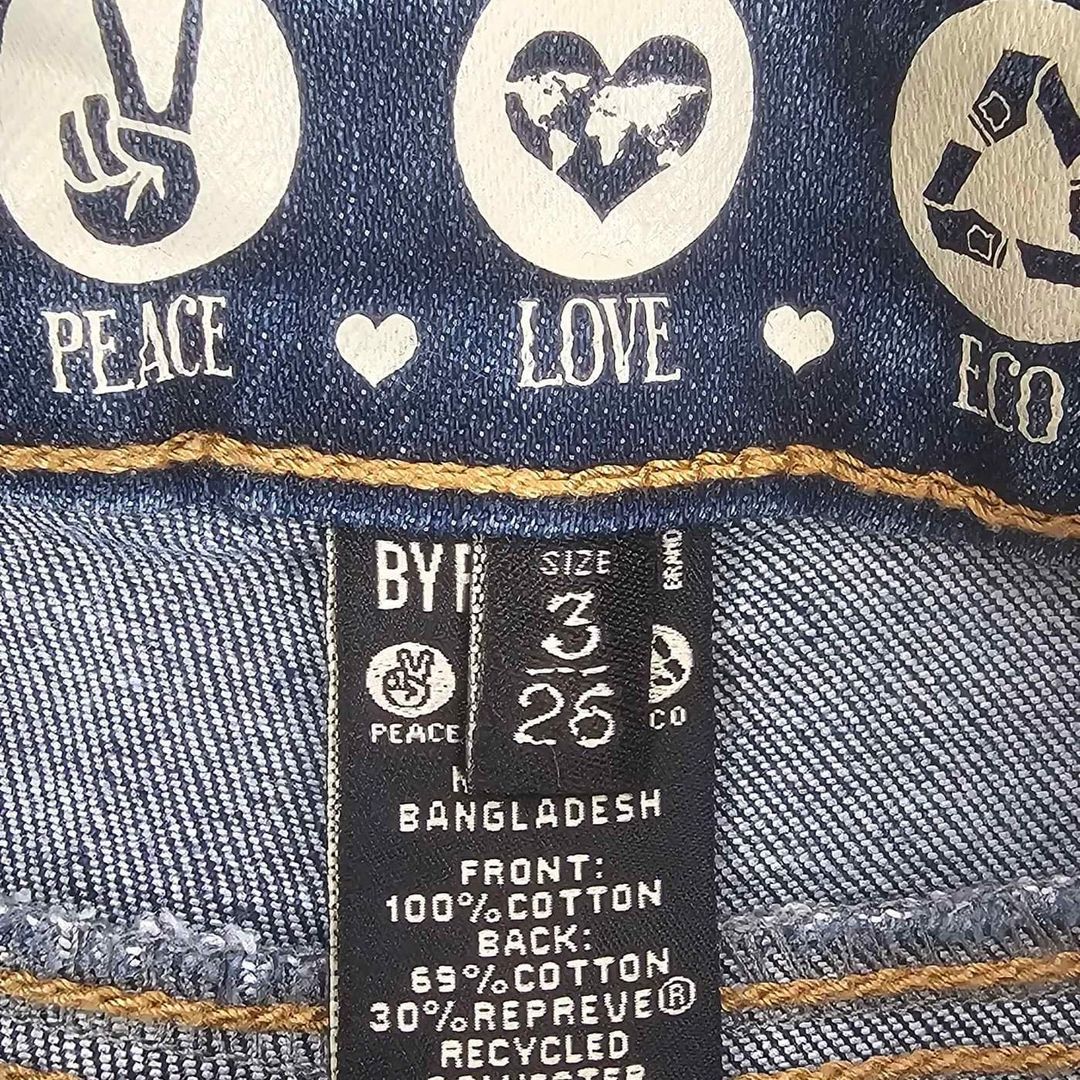 PEACE LOVE ECO
SIZE
3
26
BY
BRAND
PEACE
CO
BANGLADESH
FRONT:
100%COTTON
BACK:
69%COTTON
30%REPREVE®
RECYCLED